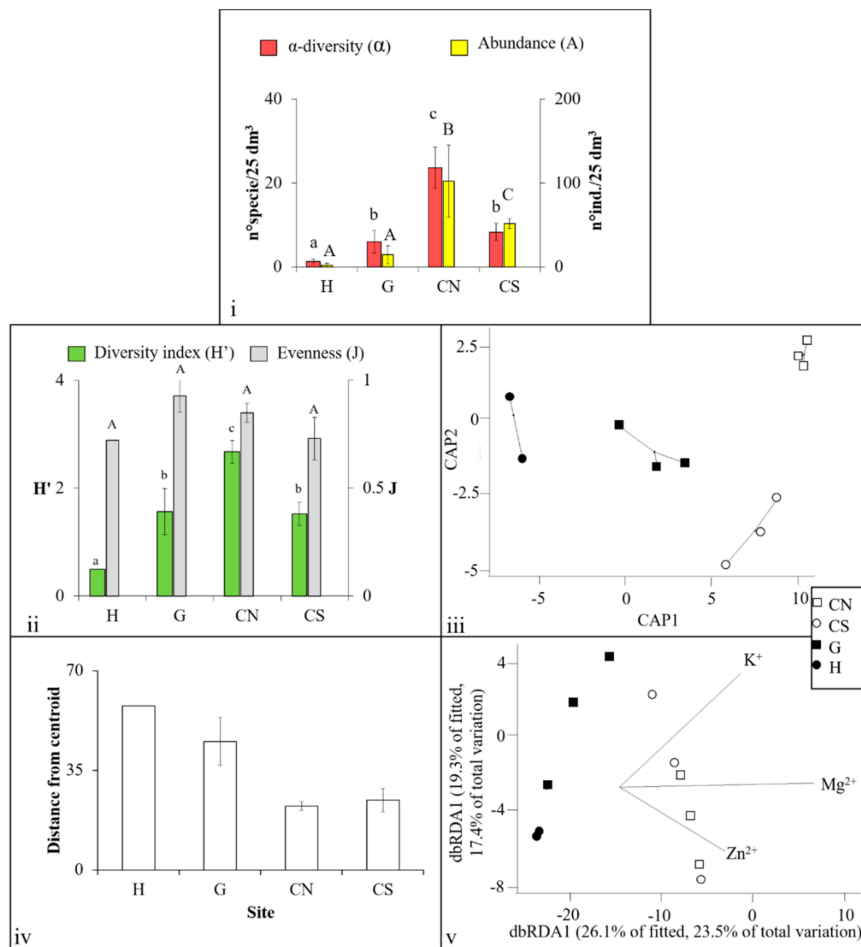 α-diversity (α) Abundance (A)
n°specie/25 dm³
n°ind./25 dm³
40
20
0
200
100
0
a A
b A
c B
b C
H G CN CS
i
Diversity index (H') Evenness (J)
H'
J
4
2
0
1
0.5
0
a A
b A
c A
b A
H G CN CS
ii
CAP2
2.5
0
-2.5
-5
-5 0 5 10
CAP1
iii
CN
CS
G
H
Distance from centroid
70
35
0
H G CN CS
Site
iv
dbRDA1 (19.3% of fitted,
17.4% of total variation)
4
0
-4
-8
K⁺
Mg²⁺
Zn²⁺
-20 -10 0 10
dbRDA1 (26.1% of fitted, 23.5% of total variation)
v